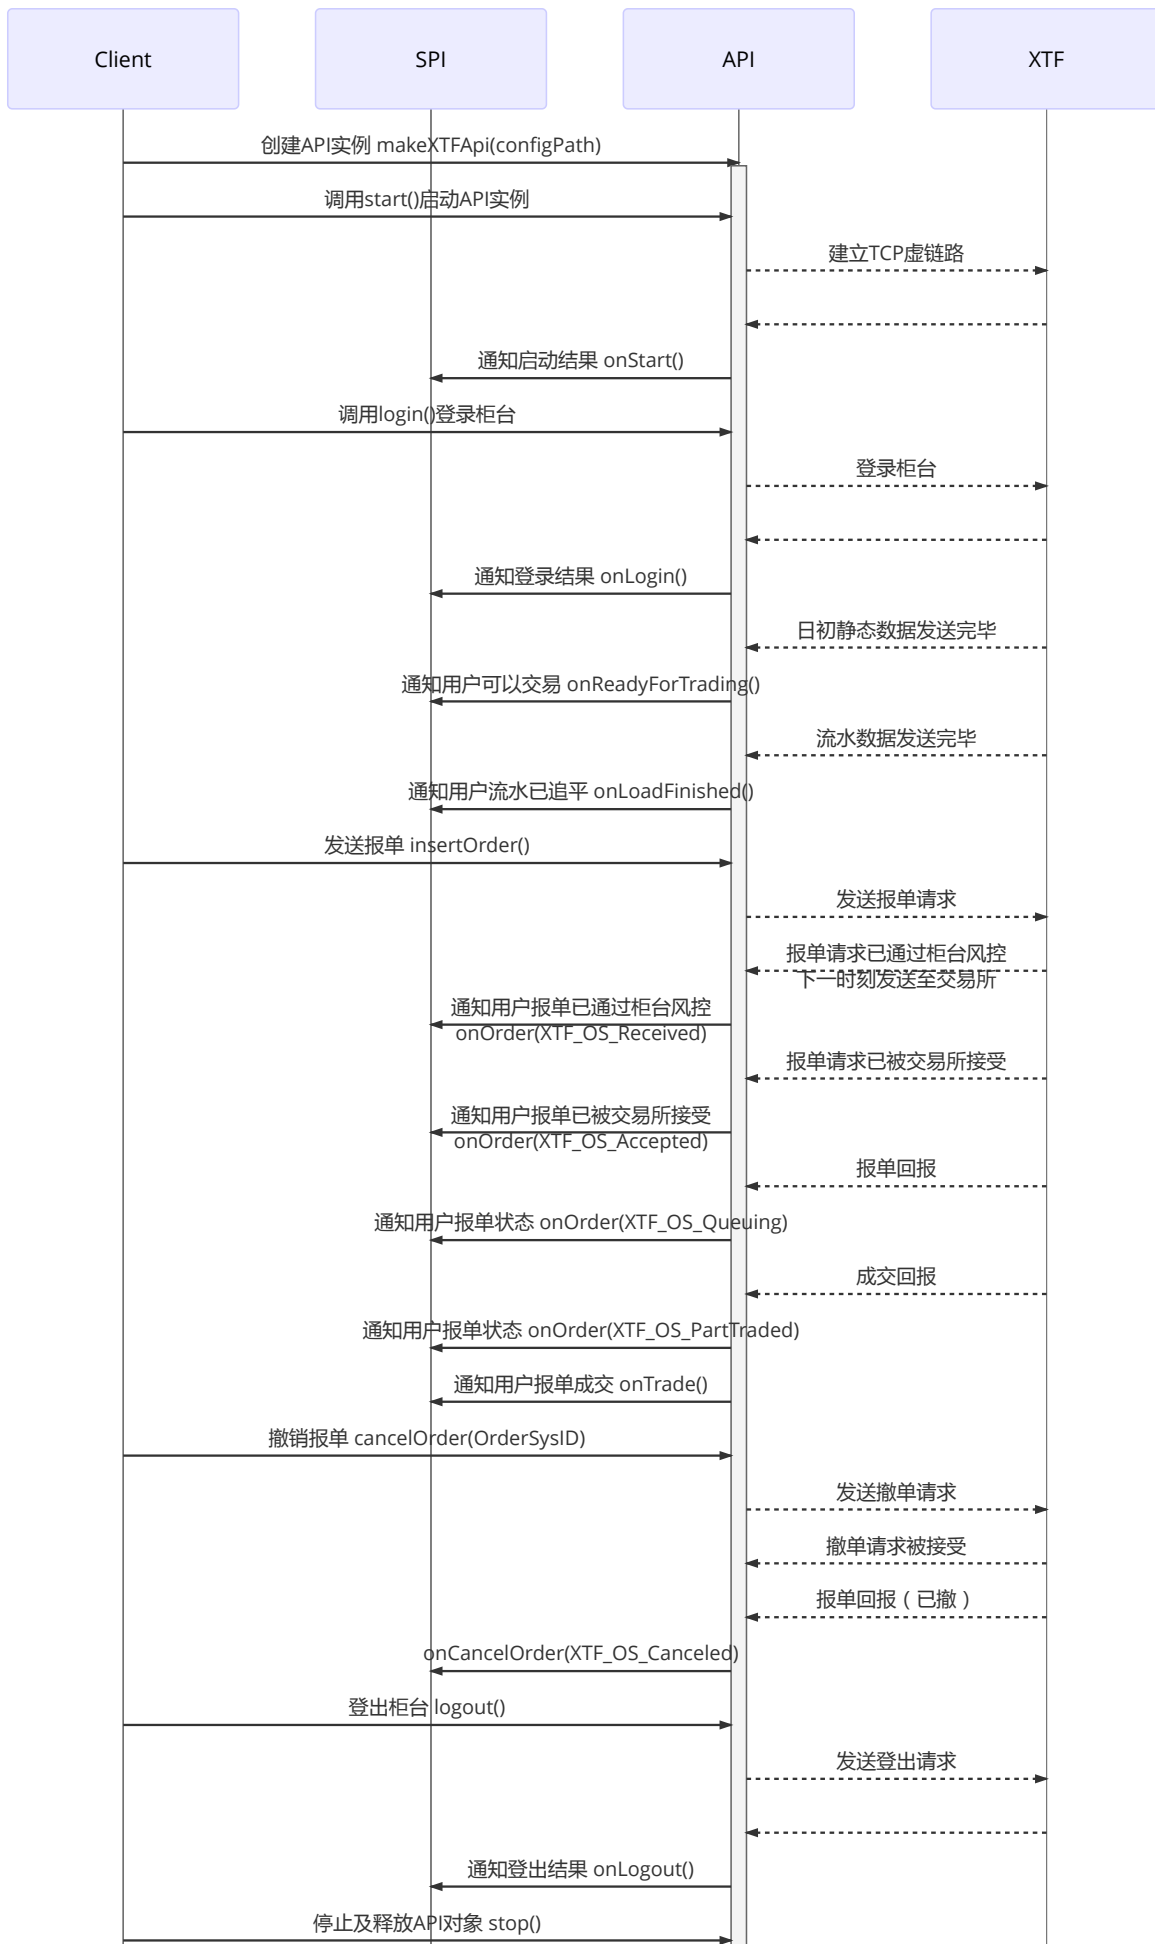 Client
SPI
API
XTF
创建API实例 makeXTFApi(configPath)
调用start()启动API实例
建立TCP虚链路
通知启动结果 onStart()
调用login()登录柜台
登录柜台
通知登录结果 onLogin()
日初静态数据发送完毕
通知用户可以交易 onReadyForTrading()
流水数据发送完毕
通知用户流水已追平 onLoadFinished()
发送报单 insertOrder()
发送报单请求
报单请求已通过柜台风控
下一时刻发送至交易所
通知用户报单已通过柜台风控
onOrder(XTF_OS_Received)
报单请求已被交易所接受
通知用户报单已被交易所接受
onOrder(XTF_OS_Accepted)
报单回报
通知用户报单状态 onOrder(XTF_OS_Queuing)
成交回报
通知用户报单状态 onOrder(XTF_OS_PartTraded)
通知用户报单成交 onTrade()
撤销报单 cancelOrder(OrderSysID)
发送撤单请求
撤单请求被接受
报单回报（已撤）
onCancelOrder(XTF_OS_Canceled)
登出柜台 logout()
发送登出请求
通知登出结果 onLogout()
停止及释放API对象 stop()